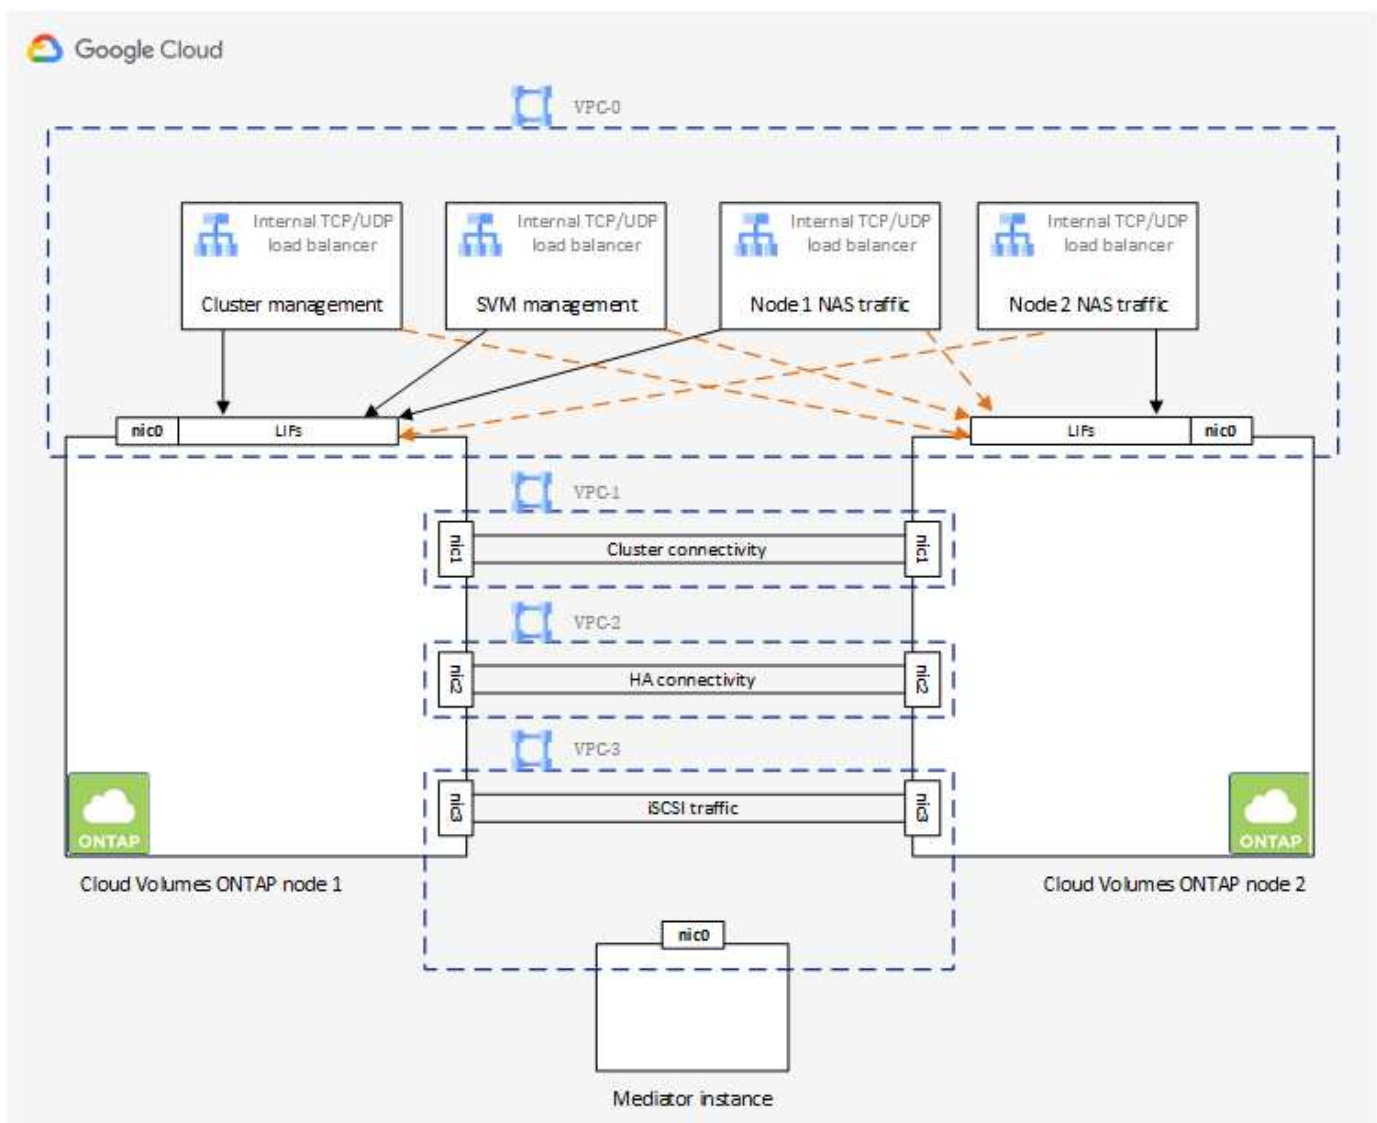 Google Cloud
VPC-0
Internal TCP/UDP
load balancer
Cluster management
Internal TCP/UDP
load balancer
SVM management
Internal TCP/UDP
load balancer
Node 1 NAS traffic
Internal TCP/UDP
load balancer
Node 2 NAS traffic
nic0
LIFs
LIFs
nic0
VPC-1
nic1
Cluster connectivity
nic1
VPC-2
nic2
HA connectivity
nic2
VPC-3
nic3
iSCSI traffic
nic3
ONTAP
ONTAP
Cloud Volumes ONTAP node 1
Cloud Volumes ONTAP node 2
nic0
Mediator instance